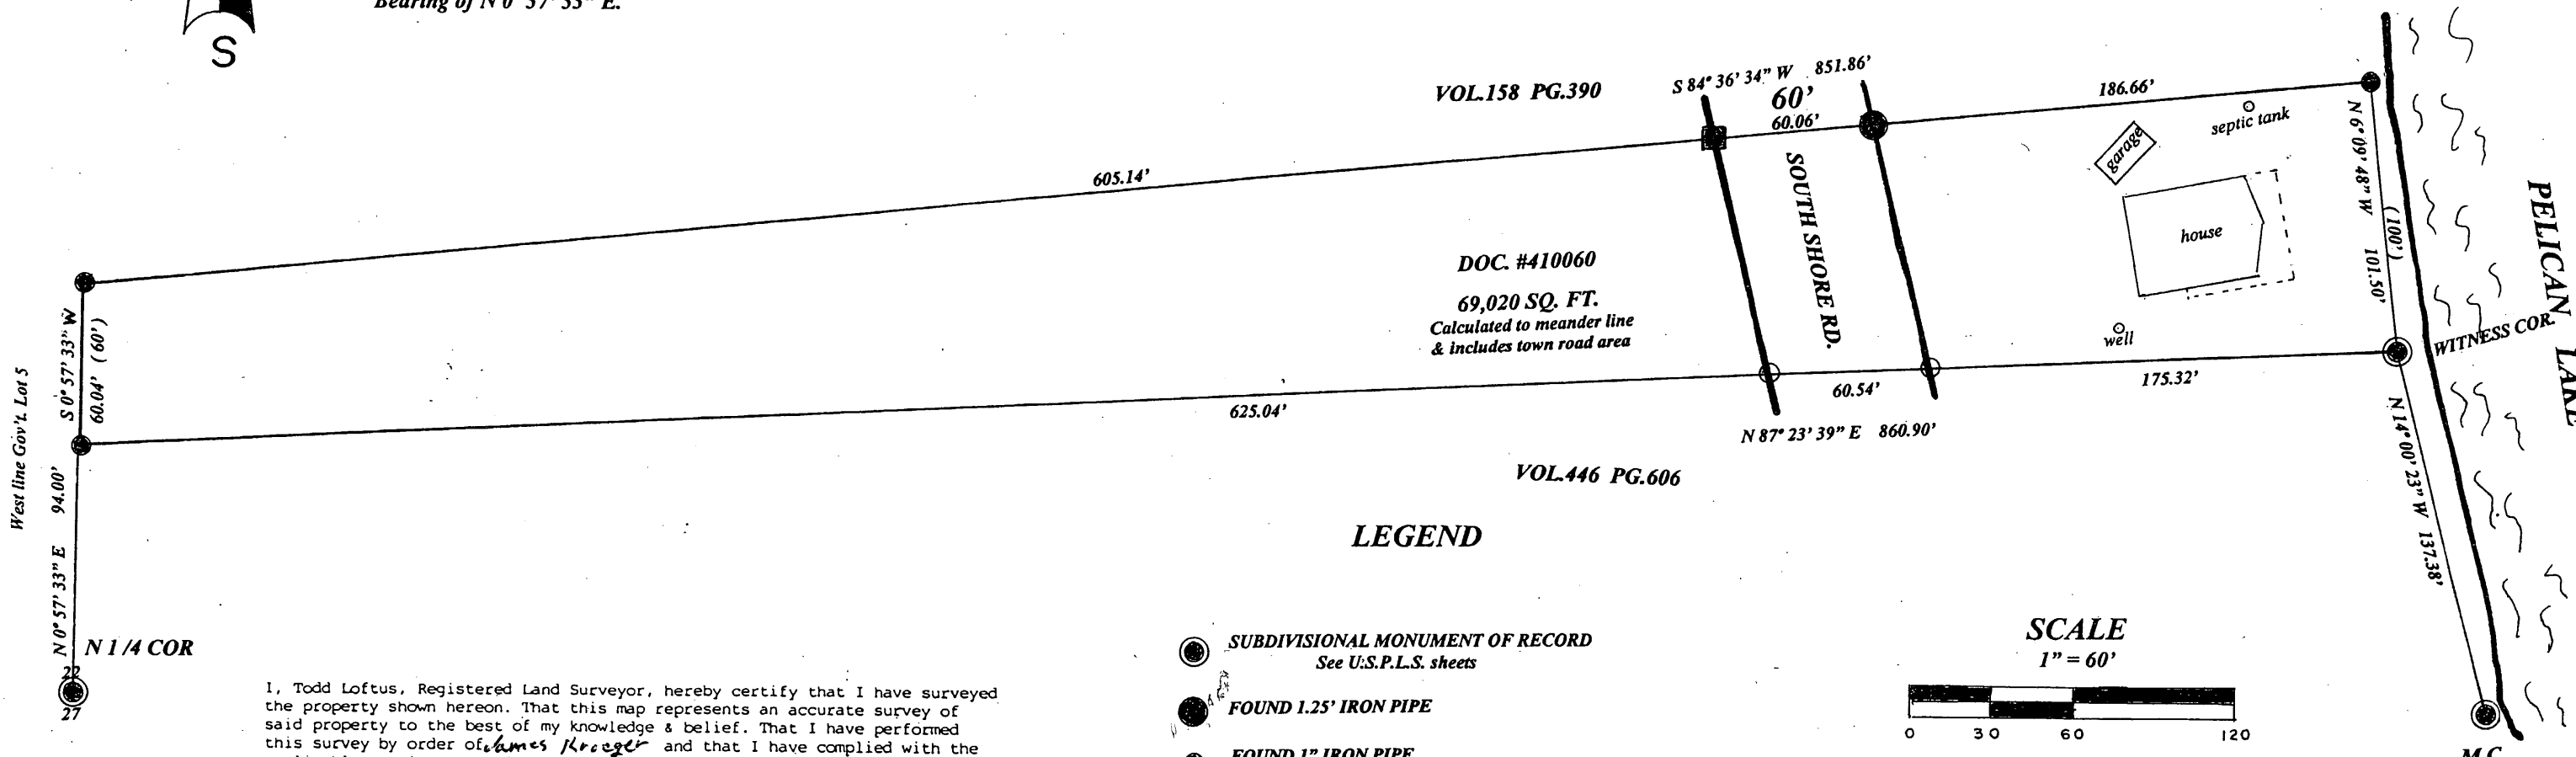 Bearing of N 0° 57' 33" E.
S
VOL.158 PG.390
S 84° 36' 34" W 851.86'
60'
60.06'
186.66'
605.14'
septic tank
garage
house
well
N 6° 09' 48" W (100') 101.50'
PELICAN LAKE
SOUTH SHORE RD.
DOC. #410060
69,020 SQ. FT.
Calculated to meander line
& includes town road area
WITNESS COR.
S 0° 57' 33" W
60.04' (60')
West line Gov't. Lot 5
625.04'
60.54'
175.32'
N 87° 23' 39" E 860.90'
VOL.446 PG.606
N 14° 00' 23" W 137.38'
N 0° 57' 33" E 94.00'
N 1/4 COR
22
27
LEGEND
SUBDIVISIONAL MONUMENT OF RECORD
See U.S.P.L.S. sheets
FOUND 1.25' IRON PIPE
FOUND 1" IRON PIPE
SCALE
1" = 60'
0 30 60 120
M.C.
I, Todd Loftus, Registered Land Surveyor, hereby certify that I have surveyed
the property shown hereon. That this map represents an accurate survey of
said property to the best of my knowledge & belief. That I have performed
this survey by order of James Kroeger and that I have complied with the